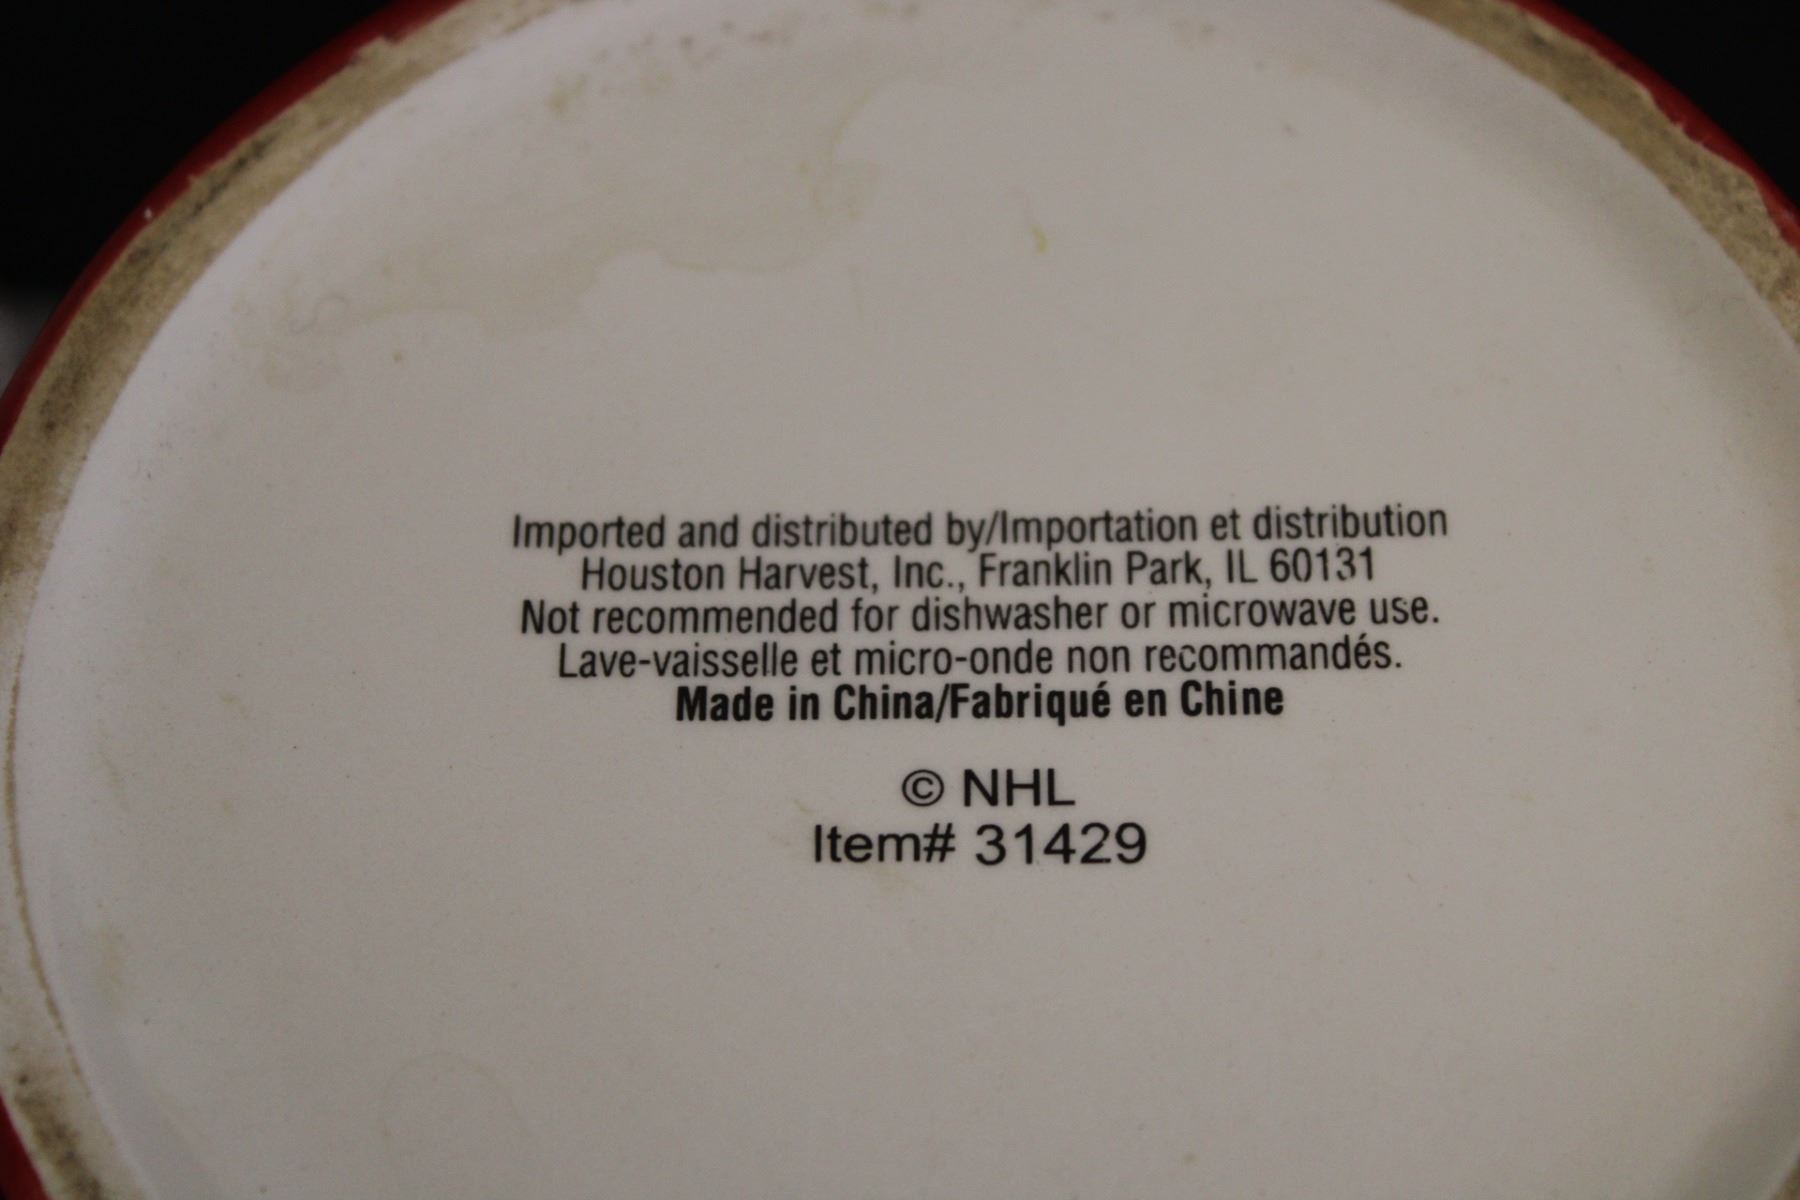 Imported and distributed by/Importation et distribution
Houston Harvest, Inc., Franklin Park, IL 60131
Not recommended for dishwasher or microwave use.
Lave-vaisselle et micro-onde non recommandés.
Made in China/Fabriqué en Chine
© NHL
Item# 31429